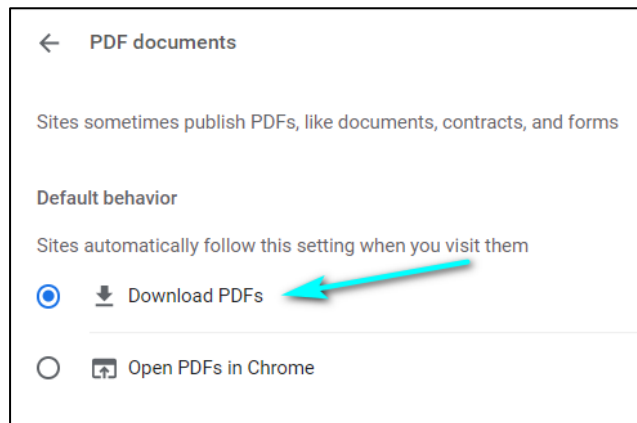 PDF documents
Sites sometimes publish PDFs, like documents, contracts, and forms
Default behavior
Sites automatically follow this setting when you visit them
Download PDFs
Open PDFs in Chrome